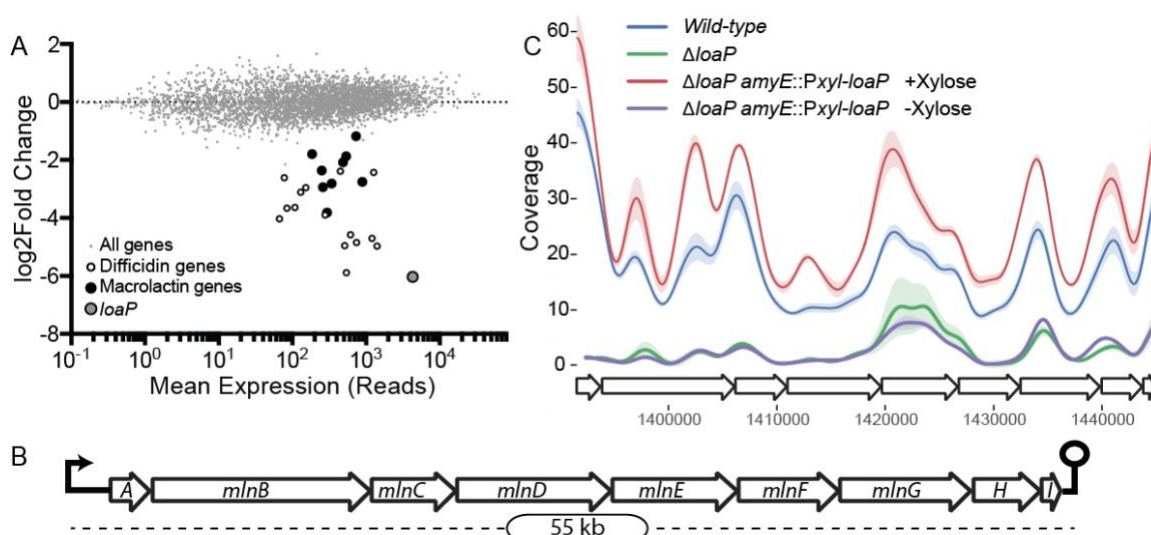 A
2
0
-2
-4
-6
-8
log2Fold Change
All genes
Difficidin genes
Macrolactin genes
loaP
10-1 100 101 102 103 104
Mean Expression (Reads)
C
60
50
40
30
20
10
0
Coverage
Wild-type
ΔloaP
ΔloaP amyE::Pxyl-loaP +Xylose
ΔloaP amyE::Pxyl-loaP -Xylose
1400000 1410000 1420000 1430000 1440000
B
A mlnB mlnC mlnD mlnE mlnF mlnG H I
55 kb